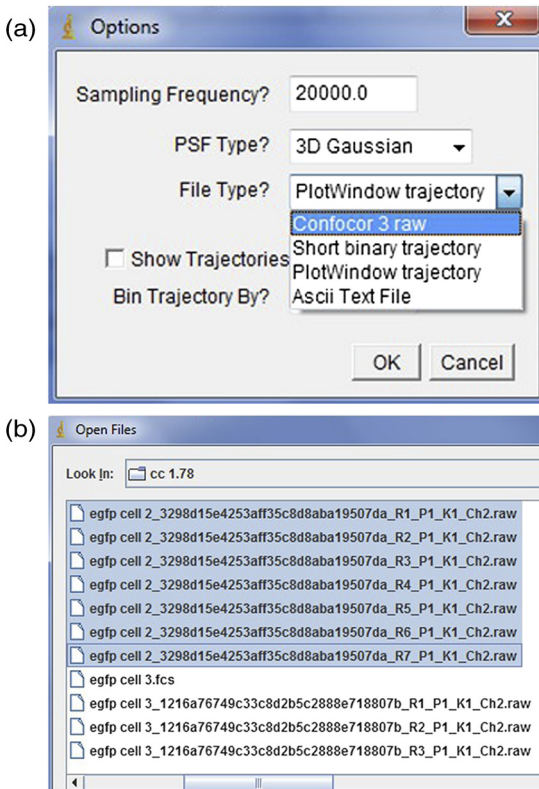 (a)
Options
Sampling Frequency? 20000.0
PSF Type? 3D Gaussian
File Type? PlotWindow trajectory
Confocor 3 raw
Short binary trajectory
Show Trajectories
PlotWindow trajectory
Bin Trajectory By?
Ascii Text File
OK Cancel
(b)
Open Files
Look In: cc 1.78
egfp cell 2_3298d15e4253aff35c8d8aba19507da_R1_P1_K1_Ch2.raw
egfp cell 2_3298d15e4253aff35c8d8aba19507da_R2_P1_K1_Ch2.raw
egfp cell 2_3298d15e4253aff35c8d8aba19507da_R3_P1_K1_Ch2.raw
egfp cell 2_3298d15e4253aff35c8d8aba19507da_R4_P1_K1_Ch2.raw
egfp cell 2_3298d15e4253aff35c8d8aba19507da_R5_P1_K1_Ch2.raw
egfp cell 2_3298d15e4253aff35c8d8aba19507da_R6_P1_K1_Ch2.raw
egfp cell 2_3298d15e4253aff35c8d8aba19507da_R7_P1_K1_Ch2.raw
egfp cell 3.fcs
egfp cell 3_1216a76749c33c8d2b5c2888e718807b_R1_P1_K1_Ch2.raw
egfp cell 3_1216a76749c33c8d2b5c2888e718807b_R2_P1_K1_Ch2.raw
egfp cell 3_1216a76749c33c8d2b5c2888e718807b_R3_P1_K1_Ch2.raw